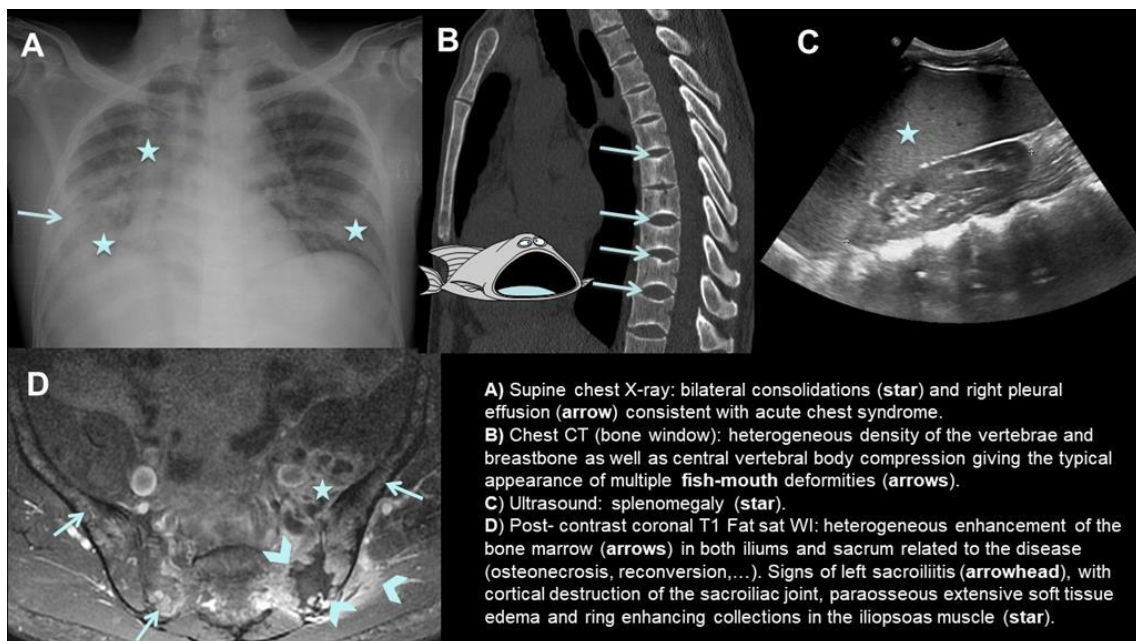 A
B
C
D
A) Supine chest X-ray: bilateral consolidations (star) and right pleural
effusion (arrow) consistent with acute chest syndrome.
B) Chest CT (bone window): heterogeneous density of the vertebrae and
breastbone as well as central vertebral body compression giving the typical
appearance of multiple fish-mouth deformities (arrows).
C) Ultrasound: splenomegaly (star).
D) Post- contrast coronal T1 Fat sat WI: heterogeneous enhancement of the
bone marrow (arrows) in both iliums and sacrum related to the disease
(osteonecrosis, reconversion,…). Signs of left sacroiliitis (arrowhead), with
cortical destruction of the sacroiliac joint, paraosseous extensive soft tissue
edema and ring enhancing collections in the iliopsoas muscle (star).